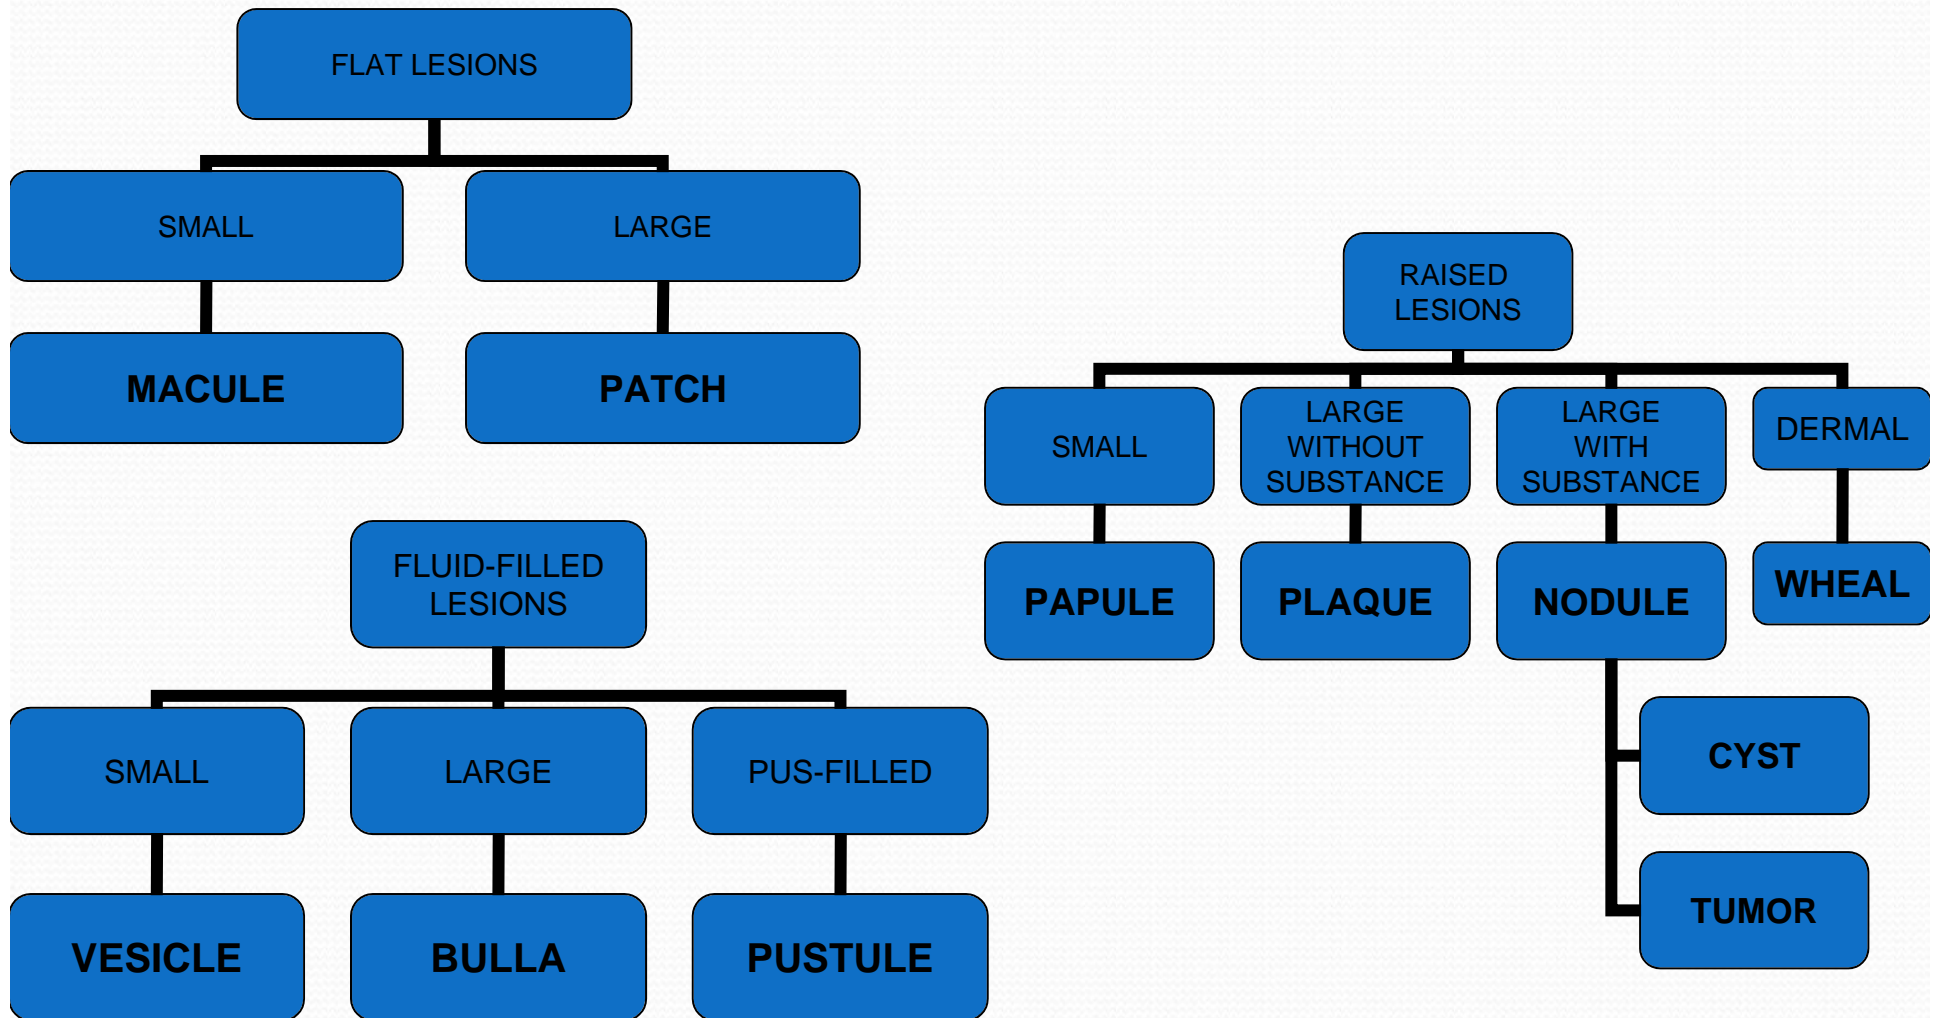 FLAT LESIONS
SMALL
LARGE
MACULE
PATCH
FLUID-FILLED
LESIONS
SMALL
LARGE
PUS-FILLED
VESICLE
BULLA
PUSTULE
RAISED
LESIONS
SMALL
LARGE
WITHOUT
SUBSTANCE
LARGE
WITH
SUBSTANCE
DERMAL
PAPULE
PLAQUE
NODULE
WHEAL
CYST
TUMOR